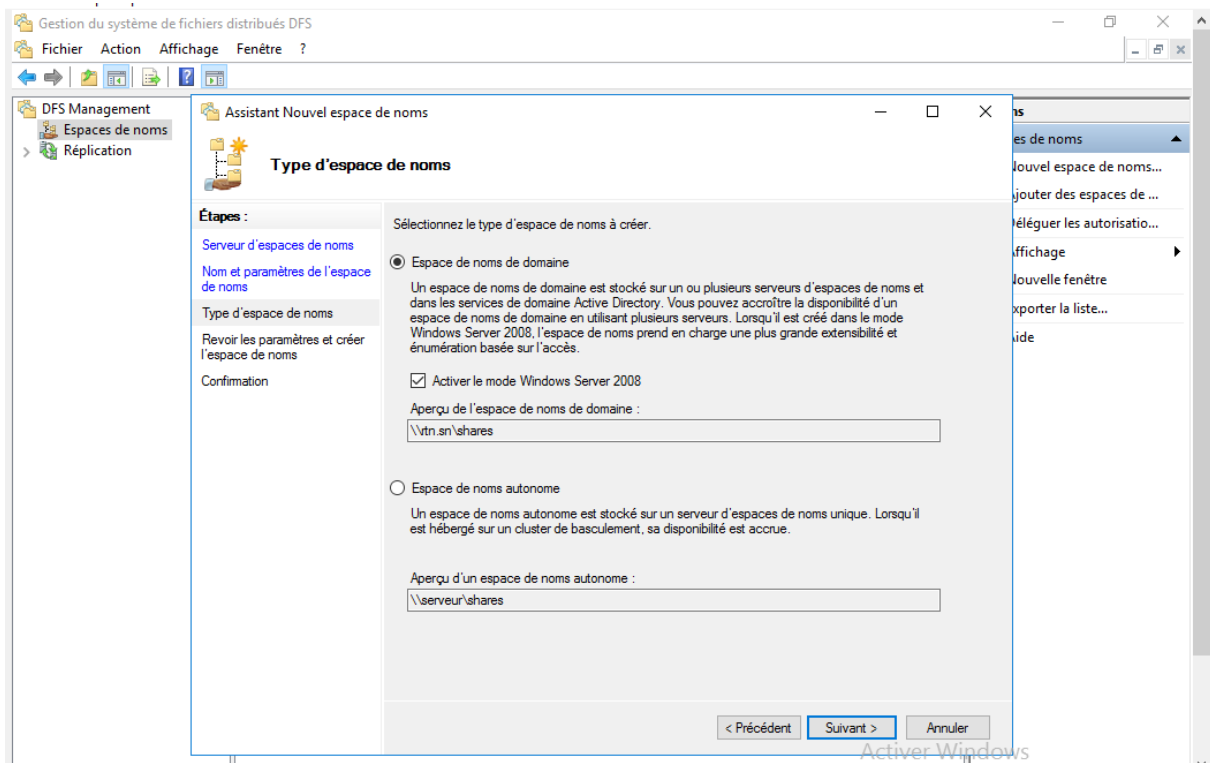 Gestion du système de fichiers distribués DFS
Fichier Action Affichage Fenêtre ?
DFS Management
Espaces de noms
Réplication
Assistant Nouvel espace de noms
Type d'espace de noms
Étapes :
Serveur d'espaces de noms
Nom et paramètres de l'espace
de noms
Type d'espace de noms
Revoir les paramètres et créer
l'espace de noms
Confirmation
Sélectionnez le type d'espace de noms à créer.
Espace de noms de domaine
Un espace de noms de domaine est stocké sur un ou plusieurs serveurs d'espaces de noms et
dans les services de domaine Active Directory. Vous pouvez accroître la disponibilité d'un
espace de noms de domaine en utilisant plusieurs serveurs. Lorsqu'il est créé dans le mode
Windows Server 2008, l'espace de noms prend en charge une plus grande extensibilité et
énumération basée sur l'accès.
Activer le mode Windows Server 2008
Aperçu de l'espace de noms de domaine :
\\rtn.sn\shares
Espace de noms autonome
Un espace de noms autonome est stocké sur un serveur d'espaces de noms unique. Lorsqu'il
est hébergé sur un cluster de basculement, sa disponibilité est accrue.
Aperçu d'un espace de noms autonome :
\\serveur\shares
< Précédent
Suivant >
Annuler
ns
es de noms
ouvel espace de noms...
jouter des espaces de ...
éléguer les autorisatio...
ffichage
ouvelle fenêtre
xporter la liste...
ide
Activer Windows